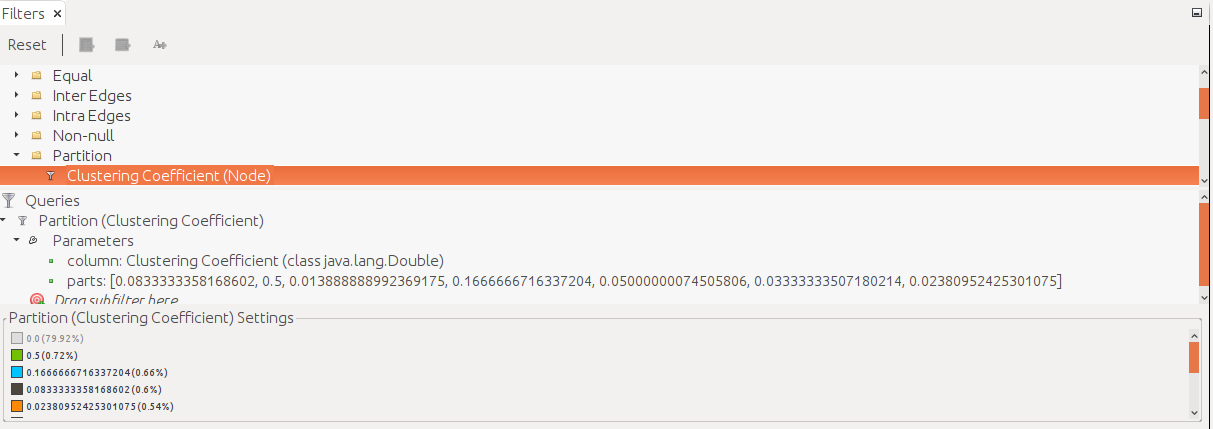 Filters ×
Reset
Equal
Inter Edges
Intra Edges
Non-null
Partition
Clustering Coefficient (Node)
Queries
Partition (Clustering Coefficient)
Parameters
column: Clustering Coefficient (class java.lang.Double)
parts: [0.0833333358168602, 0.5, 0.013888888992369175, 0.1666666716337204, 0.05000000074505806, 0.03333333507180214, 0.02380952425301075]
Drag subfilter here
Partition (Clustering Coefficient) Settings
0.0 (79.92%)
0.5 (0.72%)
0.1666666716337204 (0.66%)
0.0833333358168602 (0.6%)
0.02380952425301075 (0.54%)